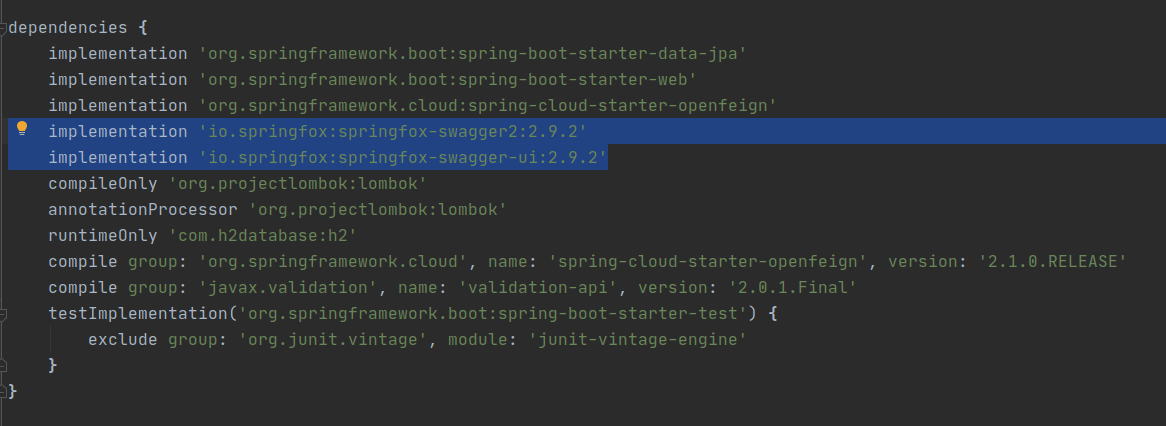 dependencies {
    implementation 'org.springframework.boot:spring-boot-starter-data-jpa'
    implementation 'org.springframework.boot:spring-boot-starter-web'
    implementation 'org.springframework.cloud:spring-cloud-starter-openfeign'
    implementation 'io.springfox:springfox-swagger2:2.9.2'
    implementation 'io.springfox:springfox-swagger-ui:2.9.2'
    compileOnly 'org.projectlombok:lombok'
    annotationProcessor 'org.projectlombok:lombok'
    runtimeOnly 'com.h2database:h2'
    compile group: 'org.springframework.cloud', name: 'spring-cloud-starter-openfeign', version: '2.1.0.RELEASE'
    compile group: 'javax.validation', name: 'validation-api', version: '2.0.1.Final'
    testImplementation('org.springframework.boot:spring-boot-starter-test') {
        exclude group: 'org.junit.vintage', module: 'junit-vintage-engine'
    }
}